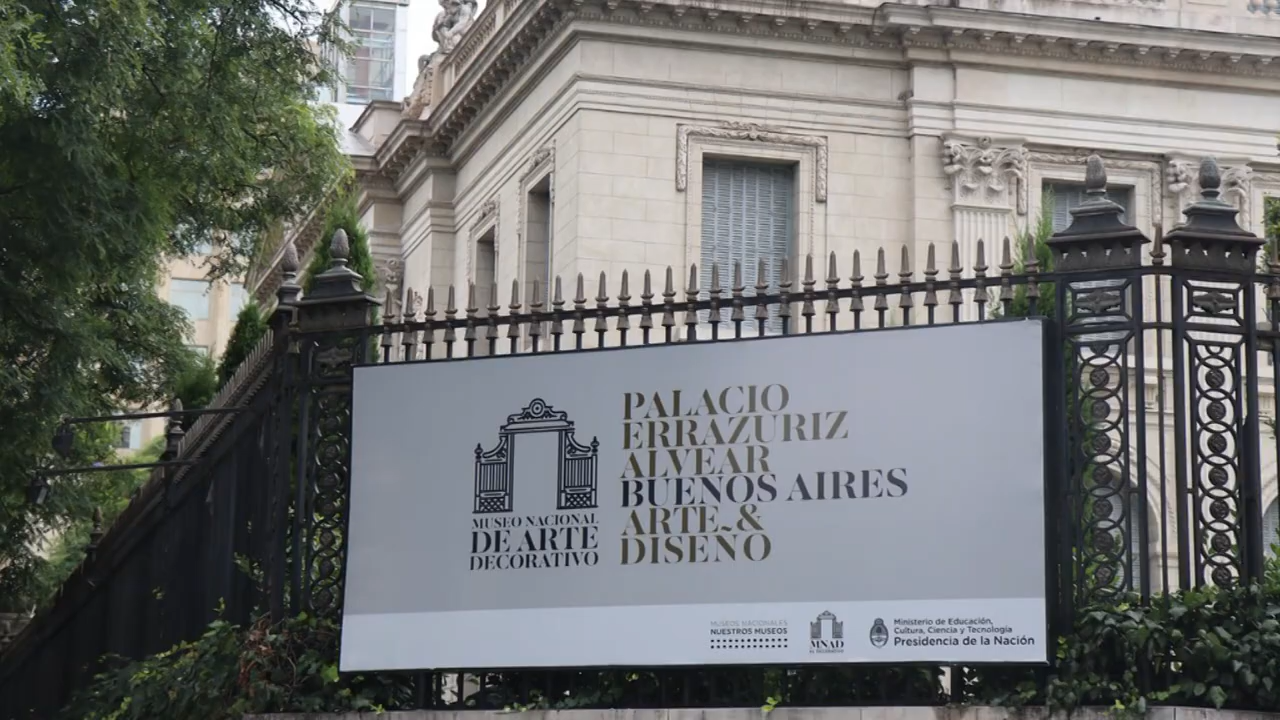 MUSEO NACIONAL
DE ARTE
DECORATIVO
PALACIO
ERRAZURIZ
ALVEAR
BUENOS AIRES
ARTE &
DISEÑO
MUSEOS NACIONALES
NUESTROS MUSEOS
MNAD
Ministerio de Educación,
Cultura, Ciencia y Tecnología
Presidencia de la Nación